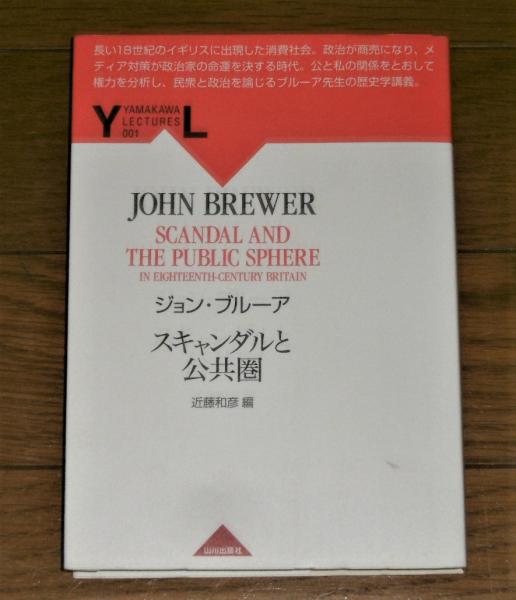 長い18世紀のイギリスに出現した消費社会。政治が商売になり、メ
ディア対策が政治家の命運を決する時代。公と私の関係をとおして
権力を分析し、民衆と政治を論じるブルーア先生の歴史学講義。
Y YAMAKAWA LECTURES 001 L
JOHN BREWER
SCANDAL AND
THE PUBLIC SPHERE
IN EIGHTEENTH-CENTURY BRITAIN
ジョン・ブルーア
スキャンダルと
公共圏
近藤和彦 編
山川出版社